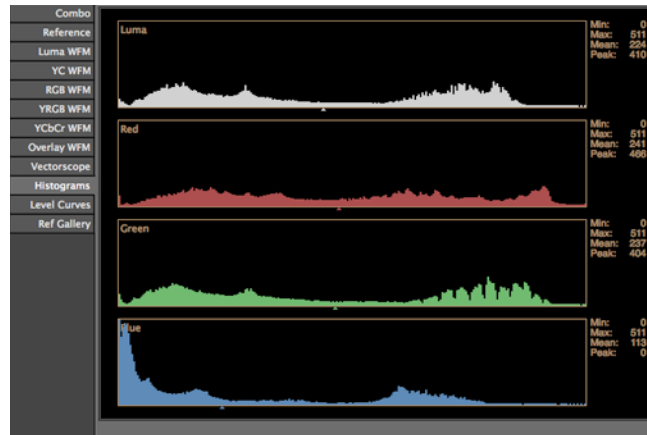 Combo
Reference
Luma WFM
YC WFM
RGB WFM
YRGB WFM
YCbCr WFM
Overlay WFM
Vectorscope
Histograms
Level Curves
Ref Gallery
Luma
Min: 0
Max: 511
Mean: 224
Peak: 410
Red
Min: 0
Max: 511
Mean: 241
Peak: 466
Green
Min: 0
Max: 511
Mean: 237
Peak: 404
Blue
Min: 0
Max: 511
Mean: 113
Peak: 0